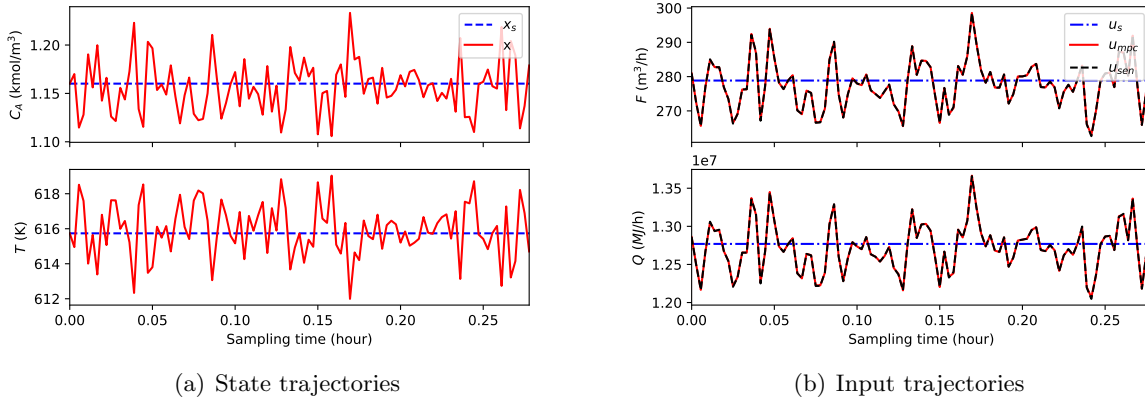 x_s
x
1.20
1.15
1.10
C_A (kmol/m³)
618
616
614
612
T (K)
0.00 0.05 0.10 0.15 0.20 0.25
Sampling time (hour)
(a) State trajectories
u_s
u_mpc
u_sen
300
290
280
270
F (m³/h)
1e7
1.35
1.30
1.25
1.20
Q (MJ/h)
0.00 0.05 0.10 0.15 0.20 0.25
Sampling time (hour)
(b) Input trajectories